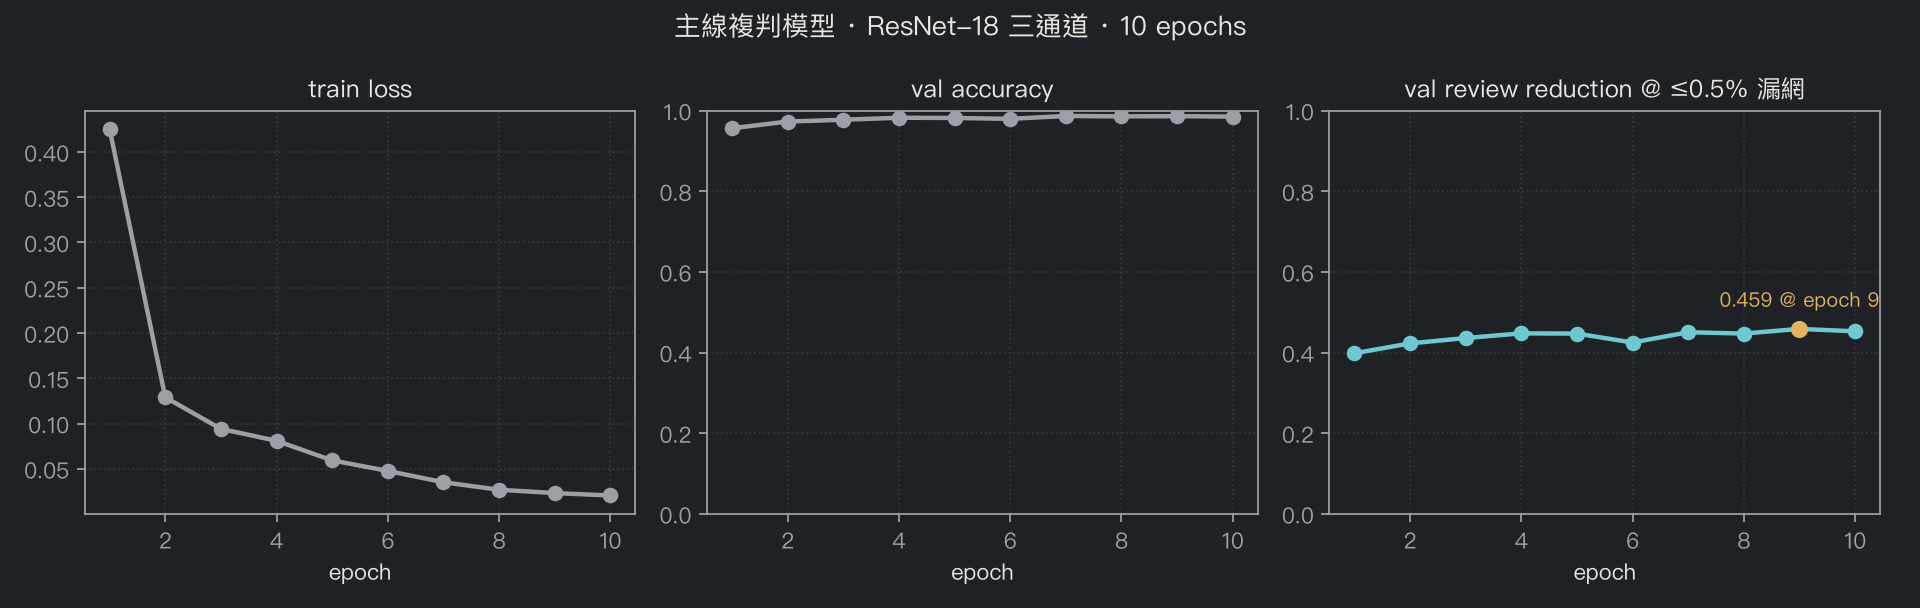 主線複判模型 · ResNet-18 三通道 · 10 epochs
train loss
0.40
0.35
0.30
0.25
0.20
0.15
0.10
0.05
2 4 6 8 10
epoch
val accuracy
1.0
0.8
0.6
0.4
0.2
0.0
2 4 6 8 10
epoch
val review reduction @ ≤0.5% 漏網
1.0
0.8
0.6
0.4
0.2
0.0
0.459 @ epoch 9
2 4 6 8 10
epoch